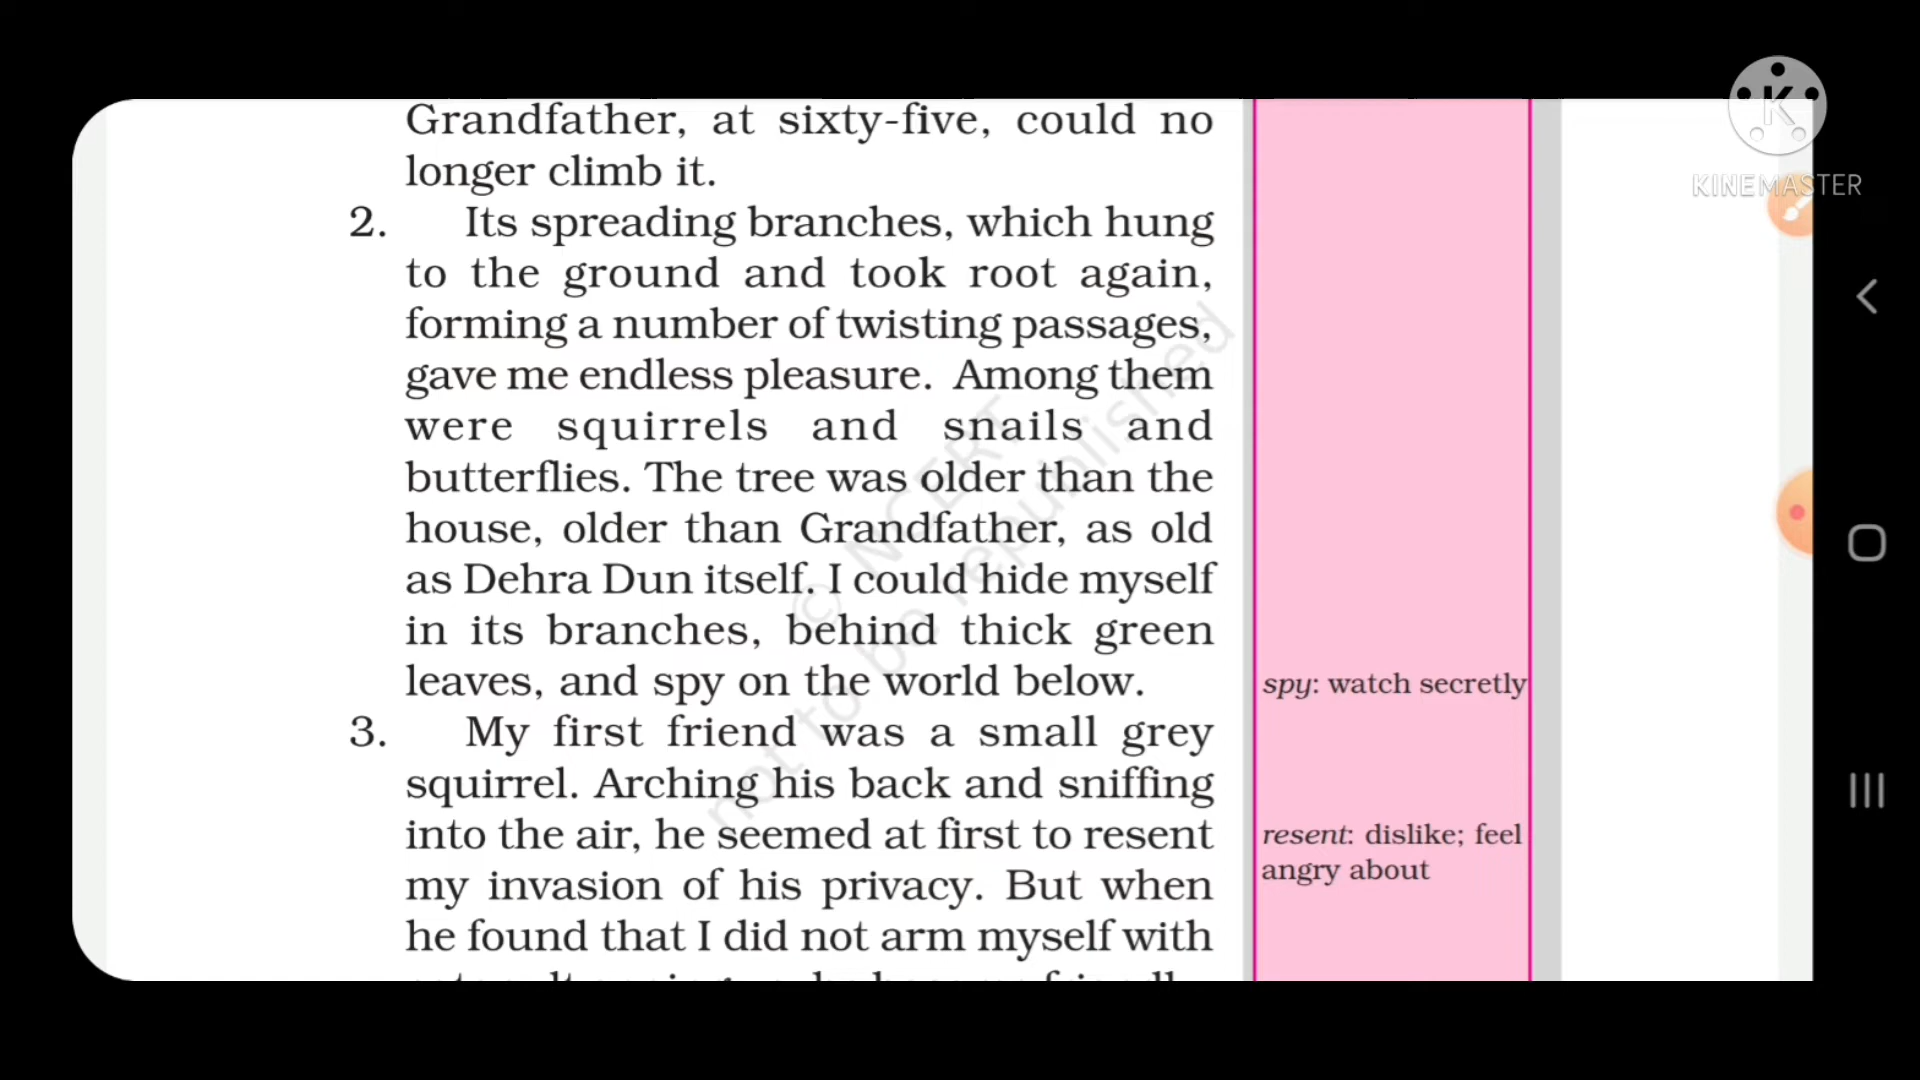 Grandfather, at sixty-five, could no
longer climb it.
2. Its spreading branches, which hung
to the ground and took root again,
forming a number of twisting passages,
gave me endless pleasure. Among them
were squirrels and snails and
butterflies. The tree was older than the
house, older than Grandfather, as old
as Dehra Dun itself. I could hide myself
in its branches, behind thick green
leaves, and spy on the world below.
3. My first friend was a small grey
squirrel. Arching his back and sniffing
into the air, he seemed at first to resent
my invasion of his privacy. But when
he found that I did not arm myself with
spy: watch secretly
resent: dislike; feel
angry about
© NCERT
not to be republished
K
KINEMASTER